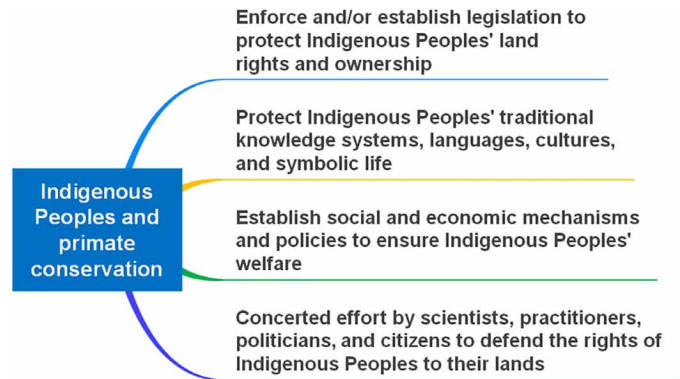 Enforce and/or establish legislation to
protect Indigenous Peoples' land
rights and ownership
Protect Indigenous Peoples' traditional
knowledge systems, languages, cultures,
and symbolic life
Indigenous
Peoples and
primate
conservation
Establish social and economic mechanisms
and policies to ensure Indigenous Peoples'
welfare
Concerted effort by scientists, practitioners,
politicians, and citizens to defend the rights of
Indigenous Peoples to their lands